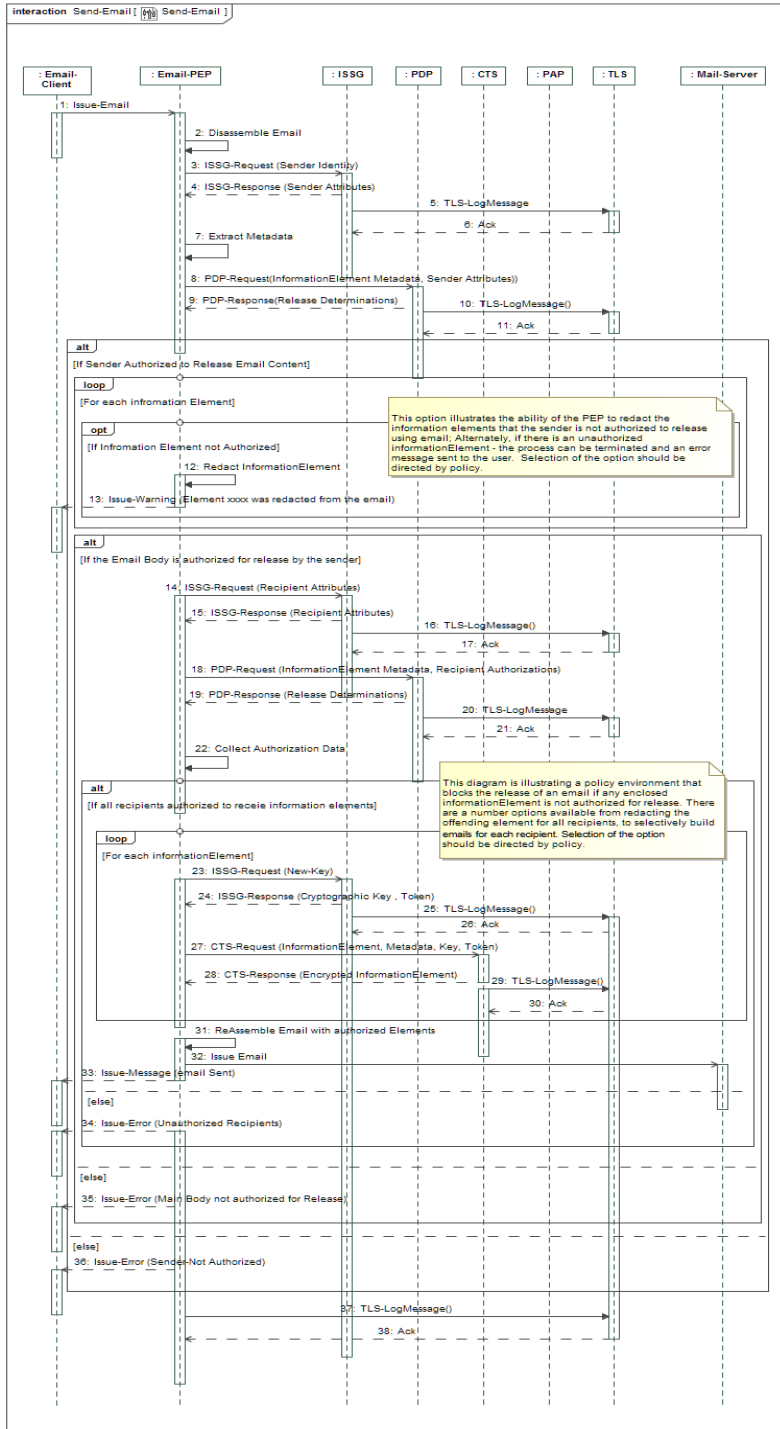 interaction Send-Email [ Send-Email ]
: Email-
Client
: Email-PEP
: ISSG
: PDP
: CTS
: PAP
: TLS
: Mail-Server
1: Issue-Email
2: Disassemble Email
3: ISSG-Request (Sender Identity)
4: ISSG-Response (Sender Attributes)
5: TLS-LogMessage
6: Ack
7: Extract Metadata
8: PDP-Request(InformationElement Metadata, Sender Attributes))
9: PDP-Response(Release Determinations)
10: TLS-LogMessage()
11: Ack
alt
[If Sender Authorized to Release Email Content]
loop
[For each infromation Element]
This option illustrates the ability of the PEP to redact the
information elements that the sender is not authorized to release
using email; Alternately, if there is an unauthorized
informationElement - the process can be terminated and an error
message sent to the user. Selection of the option should be
directed by policy.
opt
[If Infromation Element not Authorized]
12: Redact InformationElement
13: Issue-Warning (Element xxxx was redacted from the email)
alt
[If the Email Body is authorized for release by the sender]
14: ISSG-Request (Recipient Attributes)
15: ISSG-Response (Recipient Attributes)
16: TLS-LogMessage()
17: Ack
18: PDP-Request (InformationElement Metadata, Recipient Authorizations)
19: PDP-Response (Release Determinations)
20: TLS-LogMessage
21: Ack
22: Collect Authorization Data
This diagram is illustrating a policy environment that
blocks the release of an email if any enclosed
informationElement is not authorized for release. There
are a number options available from redacting the
offending element for all recipients, to selectively build
emails for each recipient. Selection of the option
should be directed by policy.
alt
[If all recipients authorized to receie information elements]
loop
[For each informationElement]
23: ISSG-Request (New-Key)
24: ISSG-Response (Cryptographic Key , Token)
25: TLS-LogMessage()
26: Ack
27: CTS-Request (InformationElement, Metadata, Key, Token)
28: CTS-Response (Encrypted InformationElement)
29: TLS-LogMessage()
30: Ack
31: ReAssemble Email with authorized Elements
32: Issue Email
33: Issue-Message (email Sent)
[else]
34: Issue-Error (Unauthorized Recipients)
[else]
35: Issue-Error (Main Body not authorized for Release)
[else]
36: Issue-Error (Sender-Not Authorized)
37: TLS-LogMessage()
38: Ack